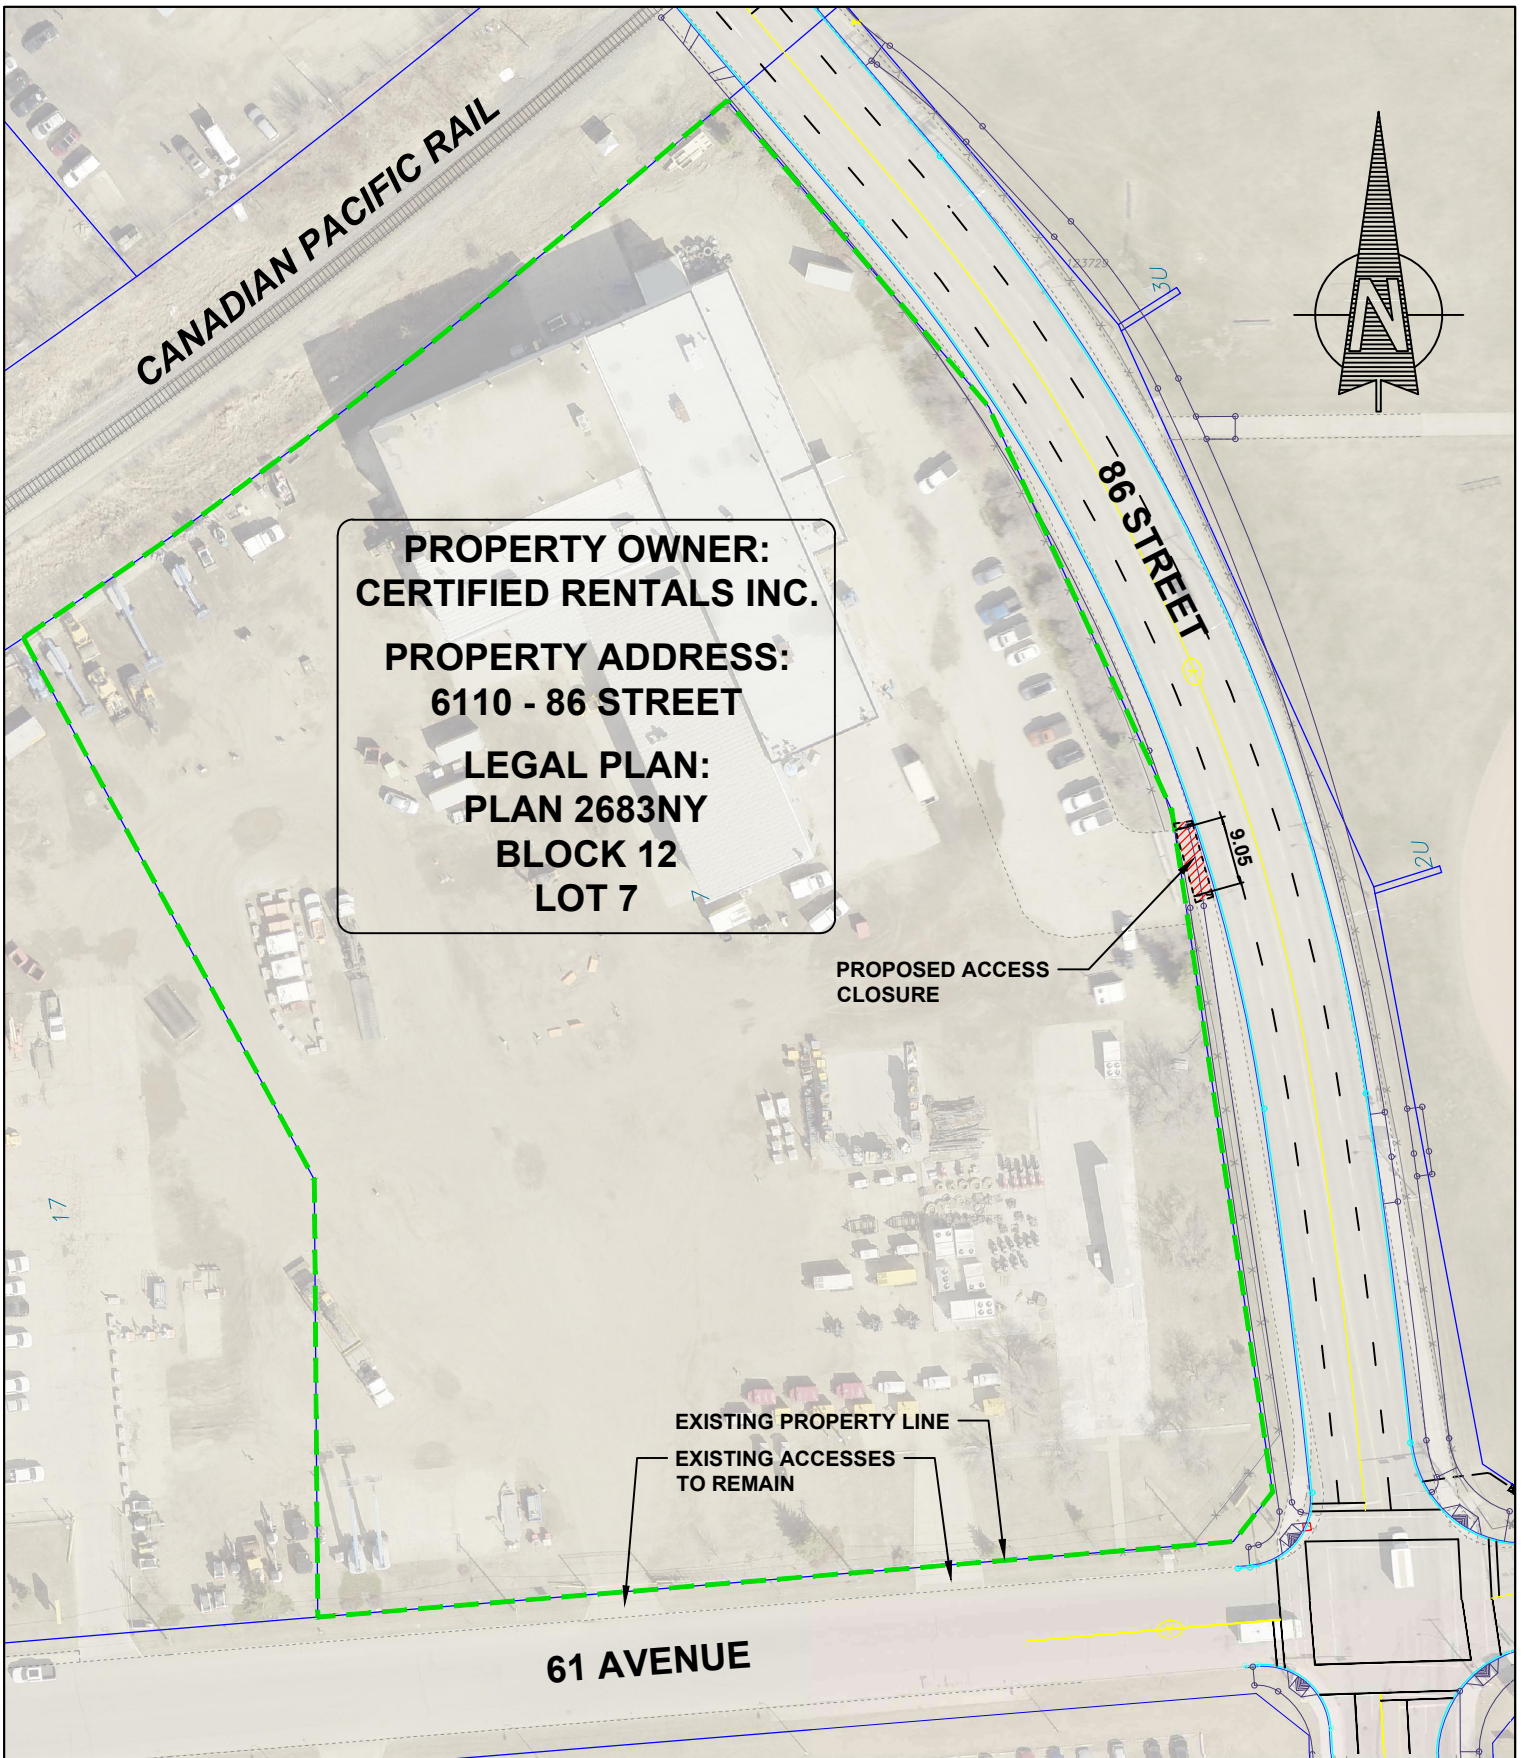 CANADIAN PACIFIC RAIL
N
123729
3U
86 STREET
PROPERTY OWNER:
CERTIFIED RENTALS INC.
PROPERTY ADDRESS:
6110 - 86 STREET
LEGAL PLAN:
PLAN 2683NY
BLOCK 12
LOT 7
7
9.05
2U
PROPOSED ACCESS
CLOSURE
17
EXISTING PROPERTY LINE
EXISTING ACCESSES
TO REMAIN
61 AVENUE